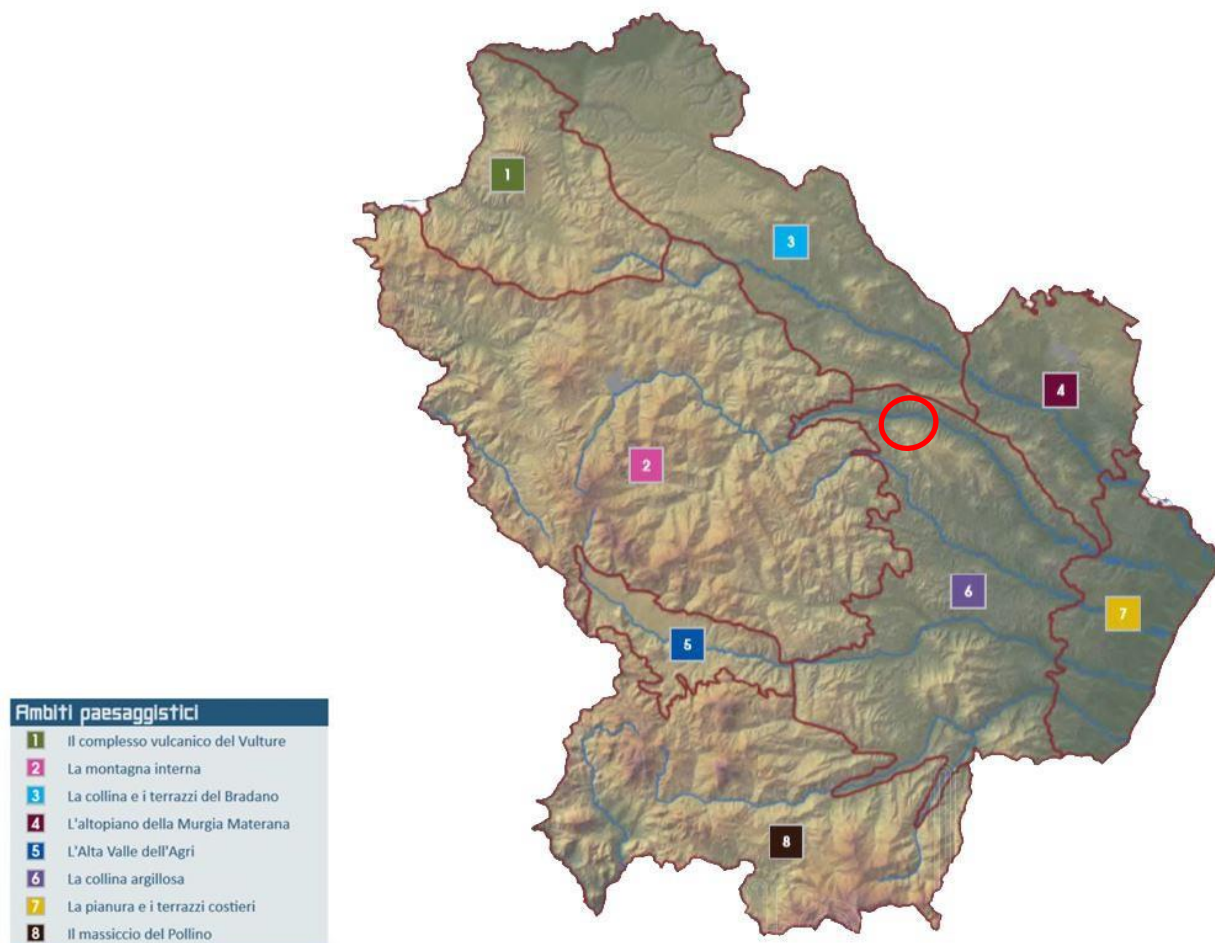 1
3
4
2
6
7
5
8
Ambiti paesaggistici
1 Il complesso vulcanico del Vulture
2 La montagna interna
3 La collina e i terrazzi del Bradano
4 L'altopiano della Murgia Materana
5 L'Alta Valle dell'Agri
6 La collina argillosa
7 La pianura e i terrazzi costieri
8 Il massiccio del Pollino